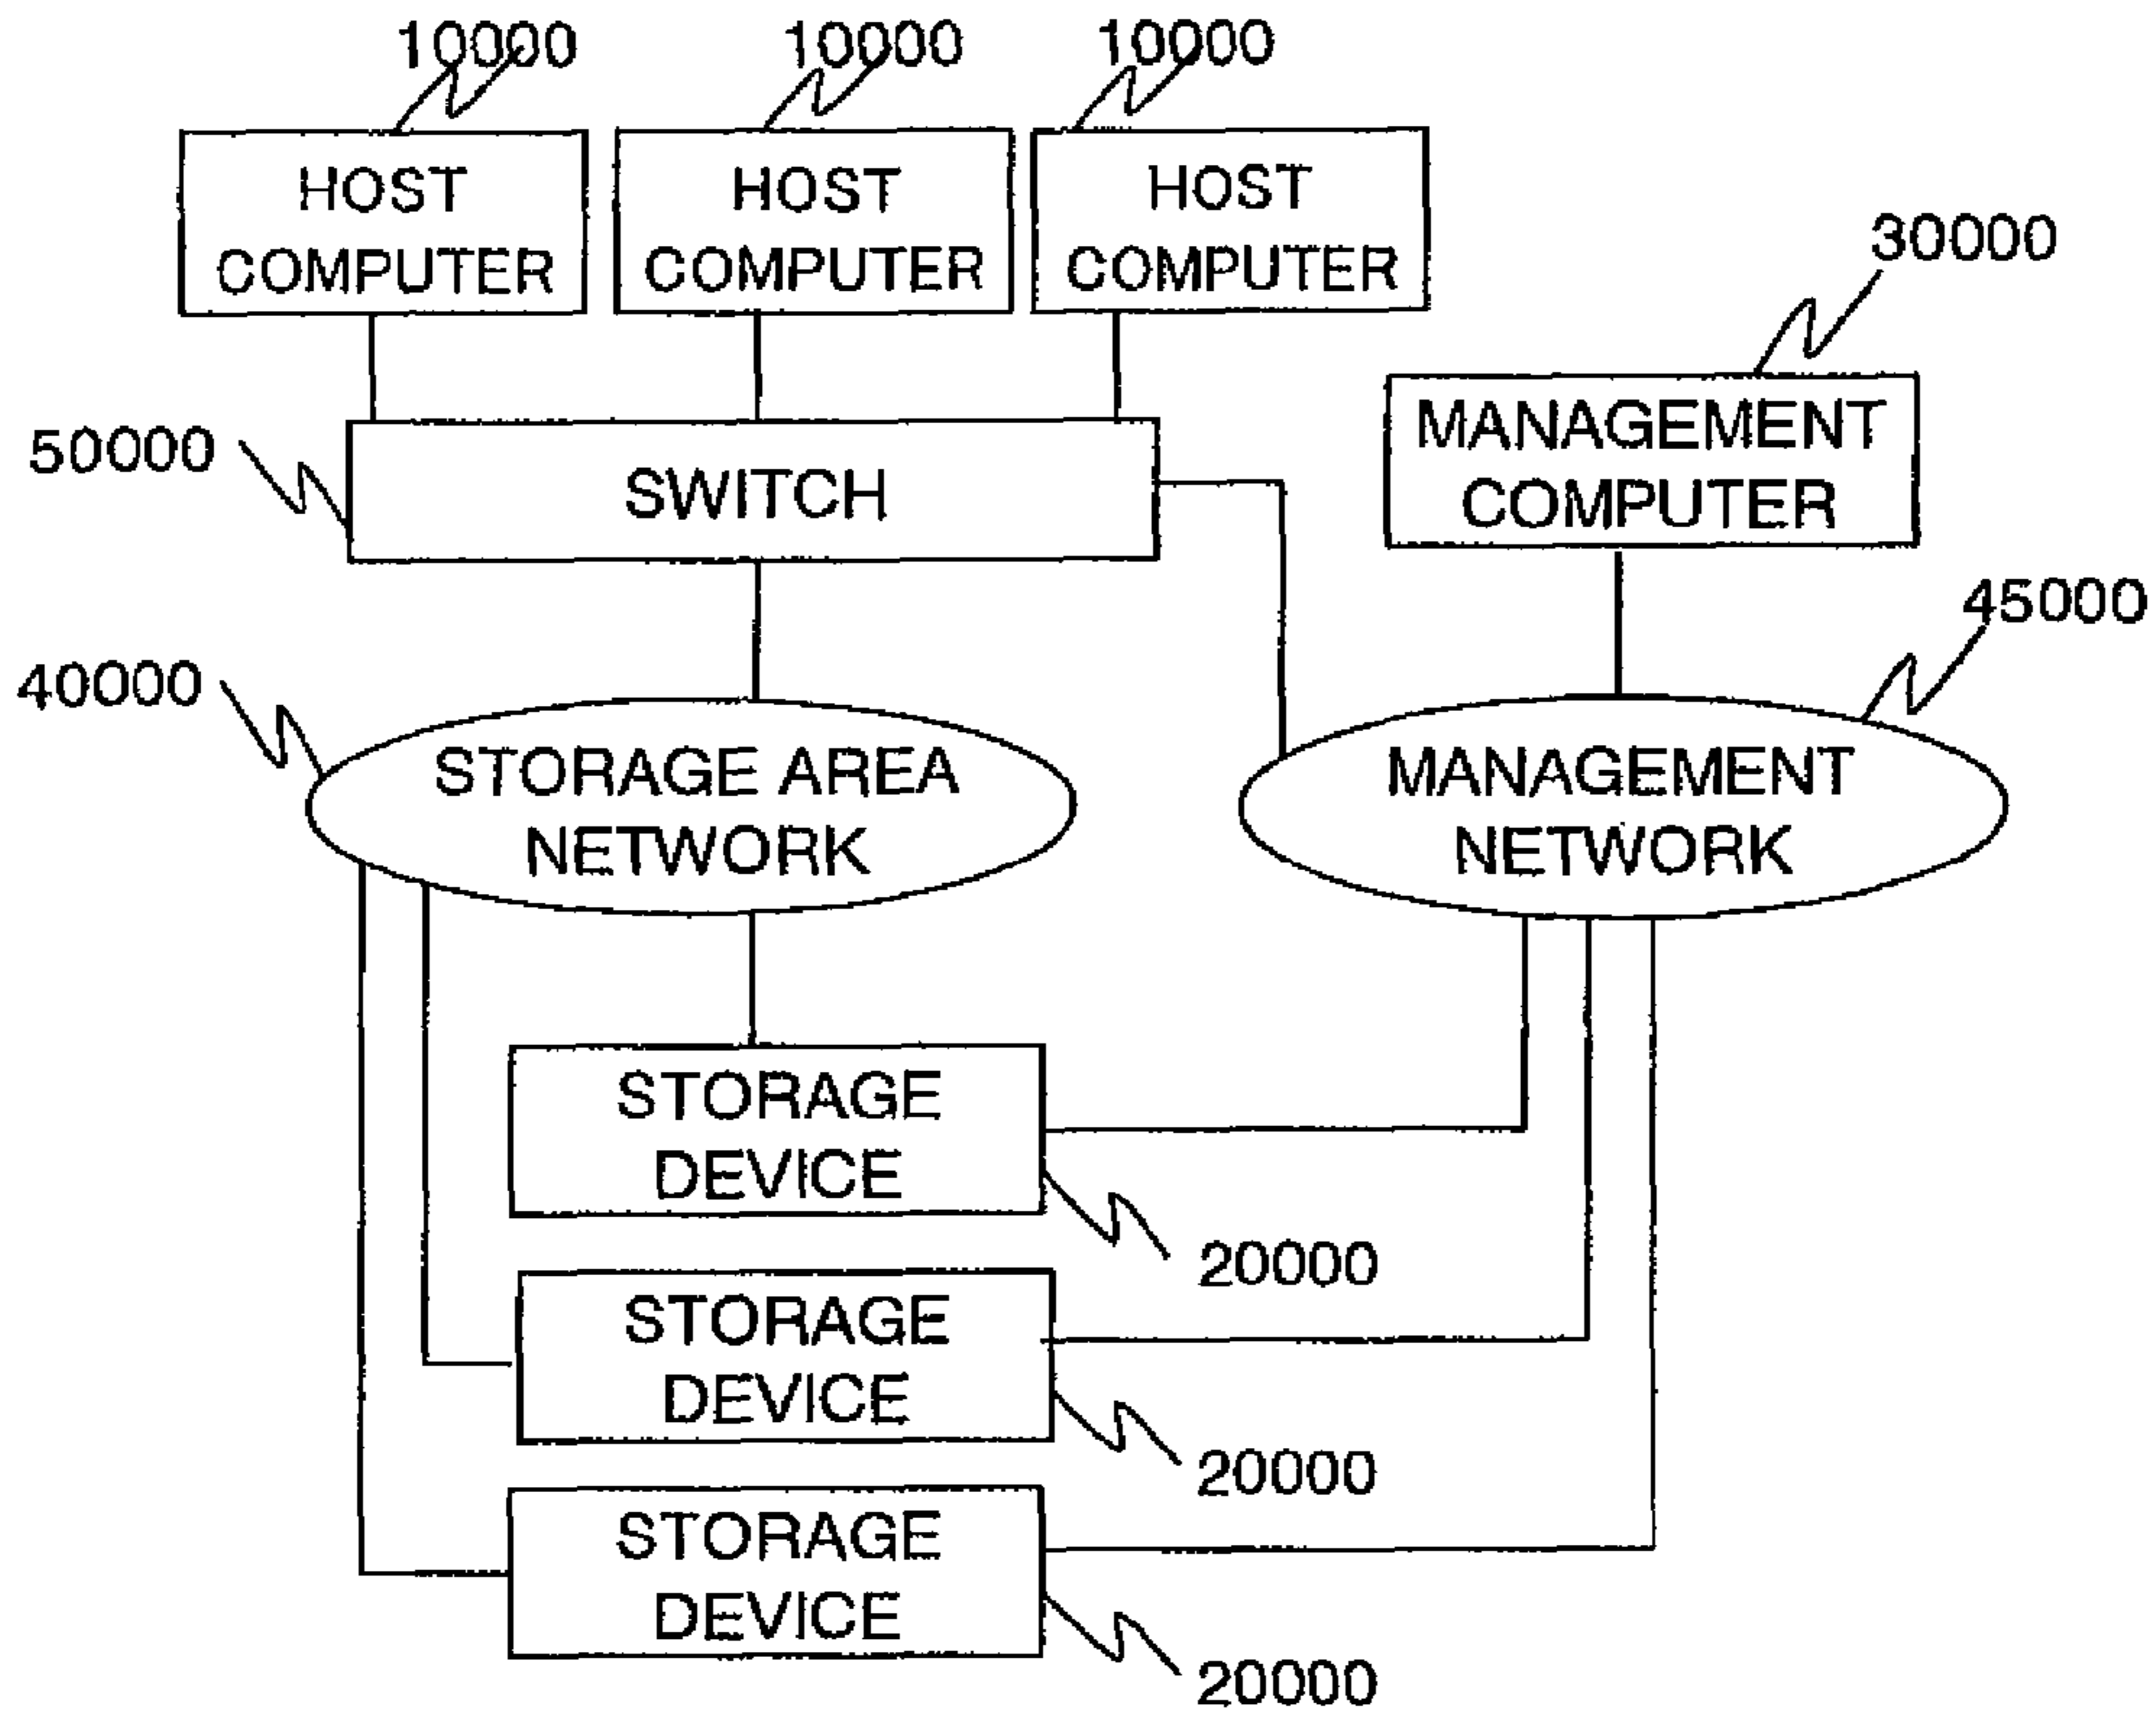 10000
10000
10000
HOST
COMPUTER
HOST
COMPUTER
HOST
COMPUTER
30000
MANAGEMENT
COMPUTER
50000
SWITCH
45000
40000
STORAGE AREA
NETWORK
MANAGEMENT
NETWORK
STORAGE
DEVICE
20000
STORAGE
DEVICE
20000
STORAGE
DEVICE
20000